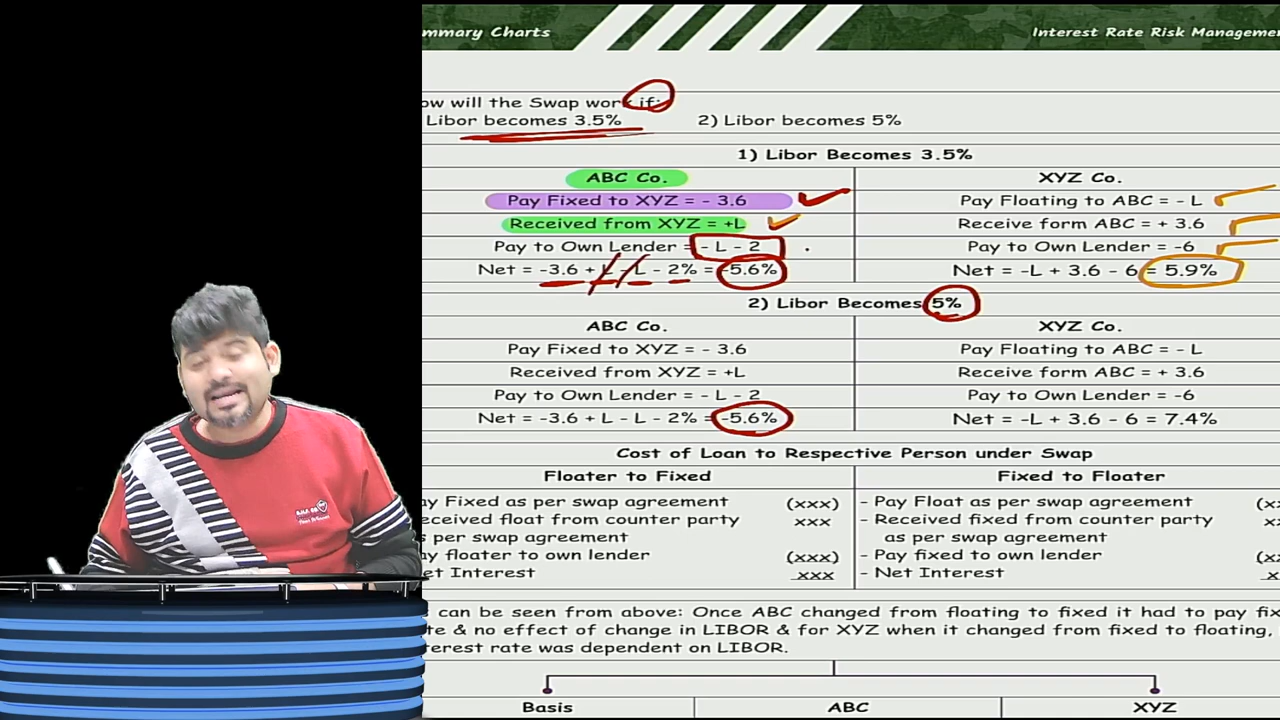 mmary Charts
Interest Rate Risk Managemen
ow will the Swap work if:
Libor becomes 3.5% 2) Libor becomes 5%
1) Libor Becomes 3.5%
ABC Co. XYZ Co.
Pay Fixed to XYZ = - 3.6 Pay Floating to ABC = - L
Received from XYZ = +L Receive form ABC = + 3.6
Pay to Own Lender = - L - 2 Pay to Own Lender = -6
Net = -3.6 + L - L - 2% = -5.6% Net = -L + 3.6 - 6 = 5.9%
2) Libor Becomes 5%
ABC Co. XYZ Co.
Pay Fixed to XYZ = - 3.6 Pay Floating to ABC = - L
Received from XYZ = +L Receive form ABC = + 3.6
Pay to Own Lender = - L - 2 Pay to Own Lender = -6
Net = -3.6 + L - L - 2% = -5.6% Net = -L + 3.6 - 6 = 7.4%
Cost of Loan to Respective Person under Swap
Floater to Fixed Fixed to Floater
ay Fixed as per swap agreement (xxx) - Pay Float as per swap agreement (x
eceived float from counter party xxx - Received fixed from counter party x
s per swap agreement as per swap agreement
ay floater to own lender (xxx) - Pay fixed to own lender (x
et Interest xxx - Net Interest x
can be seen from above: Once ABC changed from floating to fixed it had to pay fix
te & no effect of change in LIBOR & for XYZ when it changed from fixed to floating,
terest rate was dependent on LIBOR.
Basis ABC XYZ